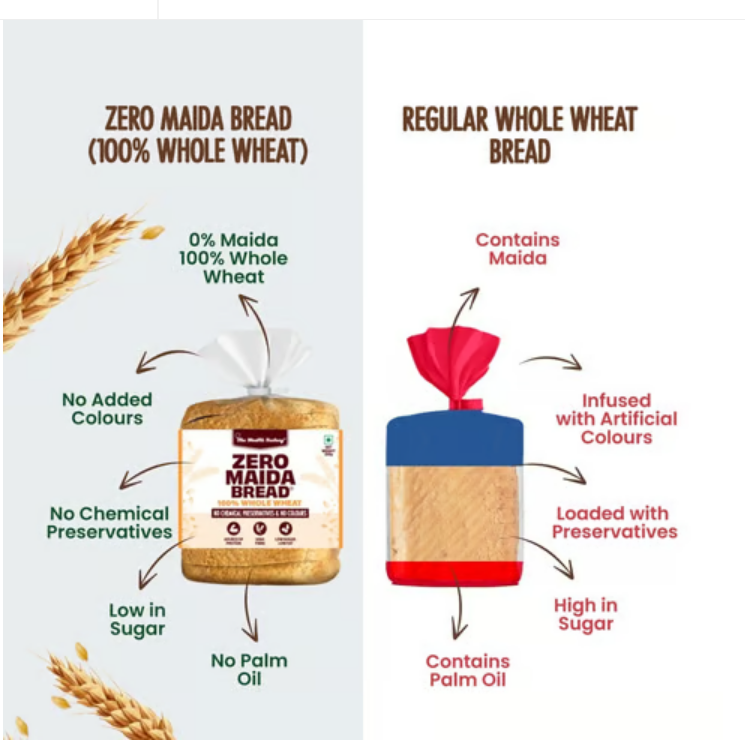 ZERO MAIDA BREAD
(100% WHOLE WHEAT)
REGULAR WHOLE WHEAT
BREAD
0% Maida
100% Whole
Wheat
No Added
Colours
No Chemical
Preservatives
Low in
Sugar
No Palm
Oil
The Health Factory
ZERO
MAIDA
BREAD
100% WHOLE WHEAT
NO CHEMICAL PRESERVATIVES & NO COLOURS
Contains
Maida
Infused
with Artificial
Colours
Loaded with
Preservatives
High in
Sugar
Contains
Palm Oil